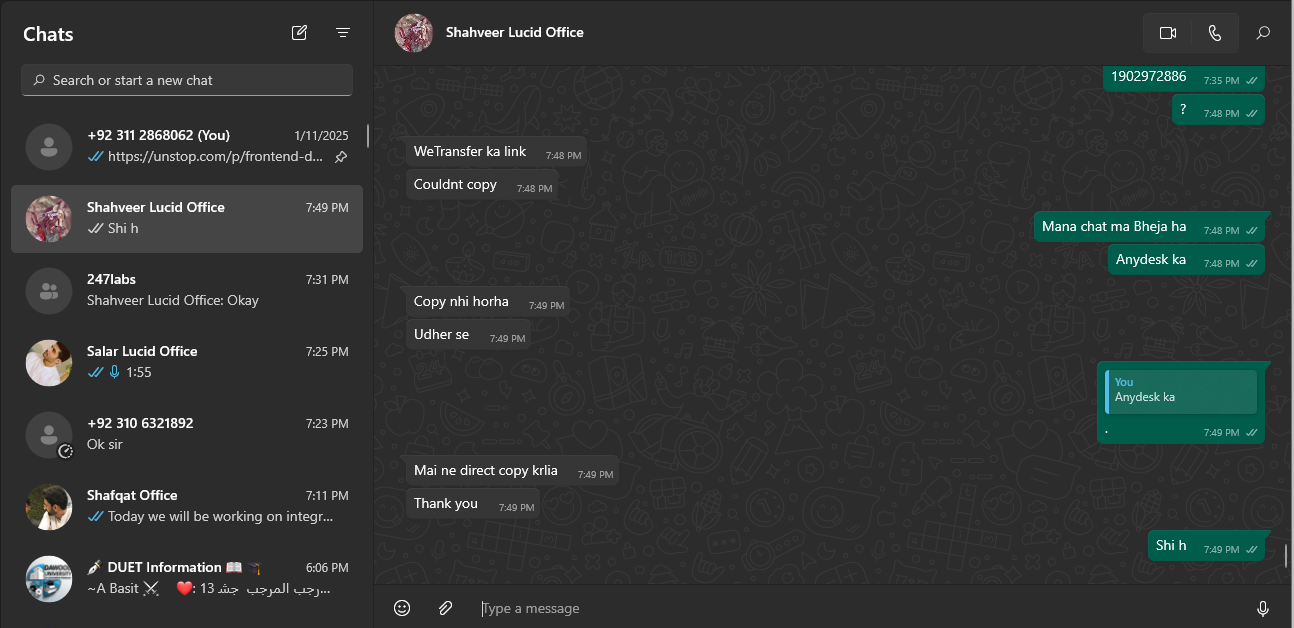 Chats
Search or start a new chat
+92 311 2868062 (You) 1/11/2025
https://unstop.com/p/frontend-d...
Shahveer Lucid Office 7:49 PM
Shi h
247labs 7:31 PM
Shahveer Lucid Office: Okay
Salar Lucid Office 7:25 PM
1:55
+92 310 6321892 7:23 PM
Ok sir
Shafqat Office 7:11 PM
Today we will be working on integr...
DUET Information 6:06 PM
~A Basit ⚔ ❤️: 13 رجب المرجب جشـ...
Shahveer Lucid Office
1902972886 7:35 PM
? 7:48 PM
WeTransfer ka link 7:48 PM
Couldnt copy 7:48 PM
Mana chat ma Bheja ha 7:48 PM
Anydesk ka 7:48 PM
Copy nhi horha 7:49 PM
Udher se 7:49 PM
You
Anydesk ka
. 7:49 PM
Mai ne direct copy krlia 7:49 PM
Thank you 7:49 PM
Shi h 7:49 PM
Type a message